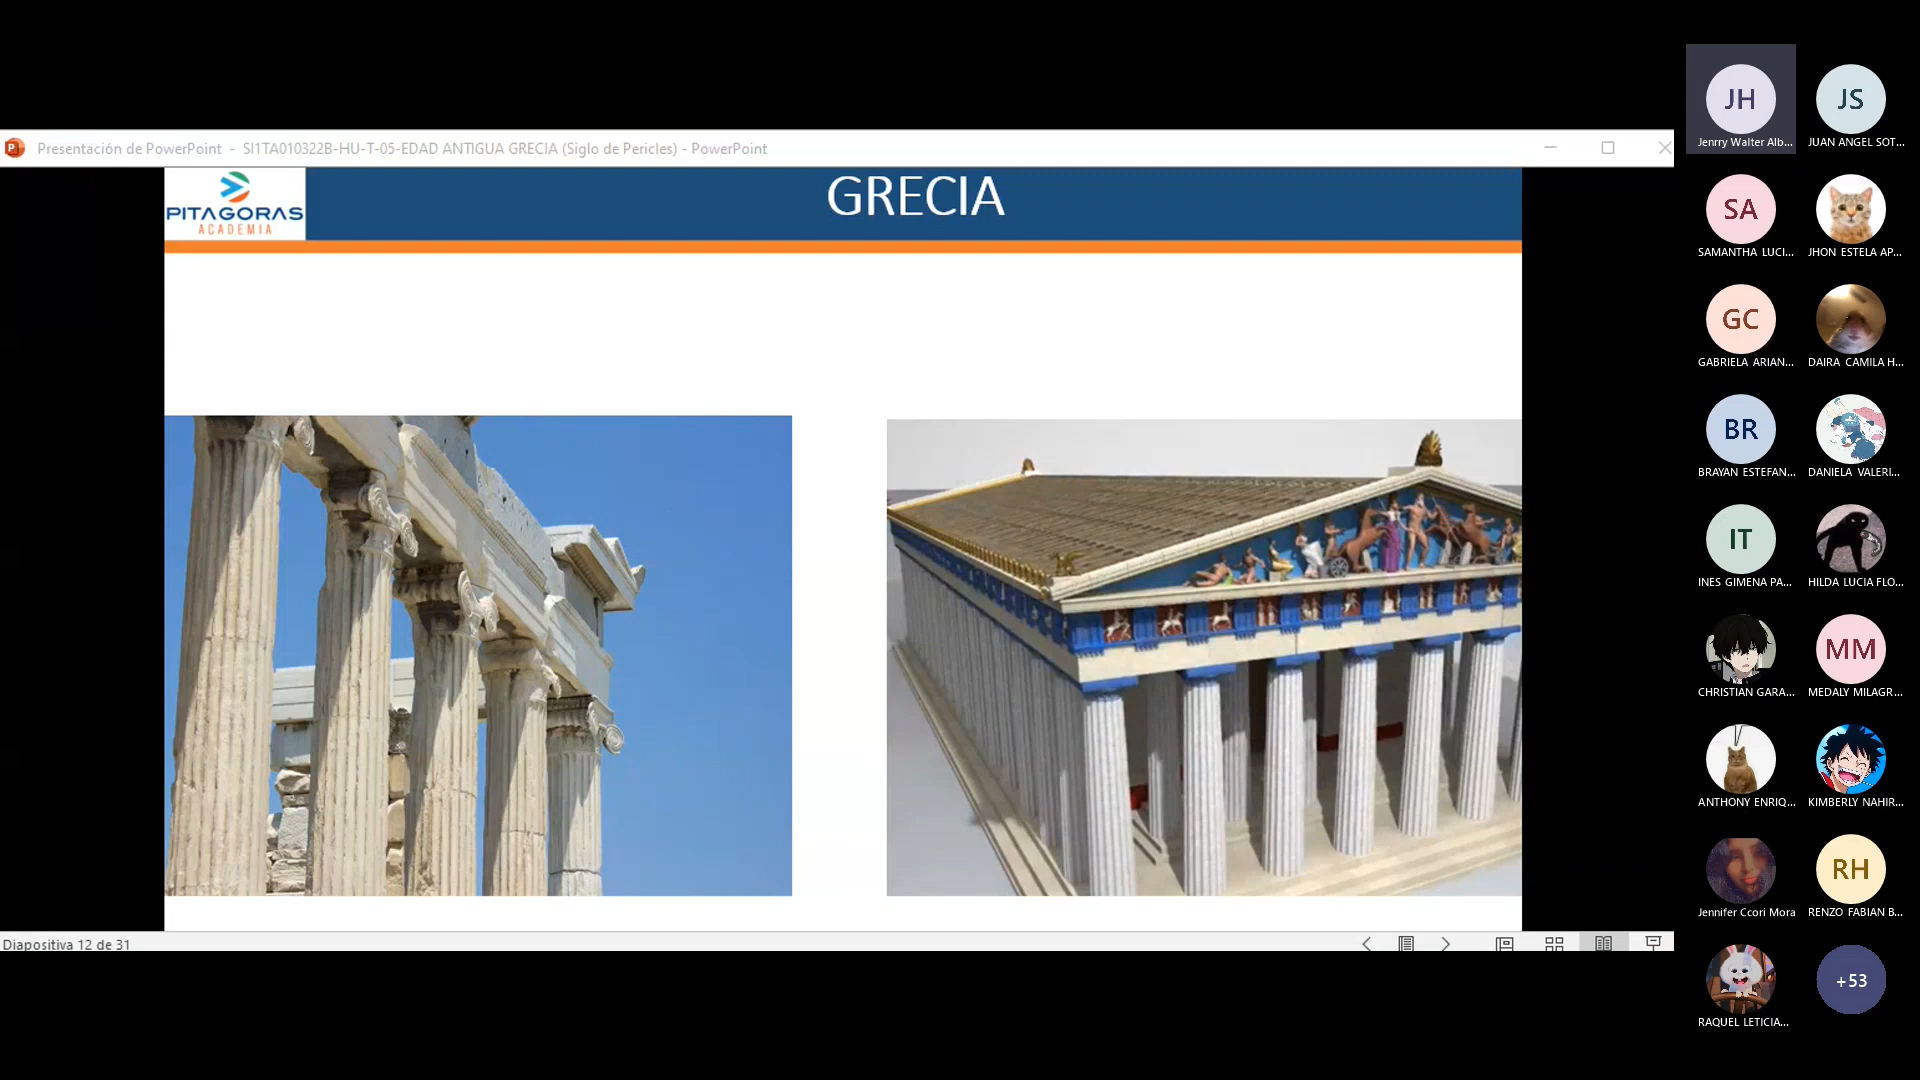 Presentación de PowerPoint - SI1TA010322B-HU-T-05-EDAD ANTIGUA GRECIA (Siglo de Pericles) - PowerPoint
PITAGORAS
ACADEMIA
GRECIA
Diapositiva 12 de 31
JH
Jenrry Walter Alb...
JS
JUAN ANGEL SOT...
SA
SAMANTHA LUCI...
JHON ESTELA AP...
GC
GABRIELA ARIAN...
DAIRA CAMILA H...
BR
BRAYAN ESTEFAN...
DANIELA VALERI...
IT
INES GIMENA PA...
HILDA LUCIA FLO...
CHRISTIAN GARA...
MM
MEDALY MILAGR...
ANTHONY ENRIQ...
KIMBERLY NAHIR...
Jennifer Ccori Mora
RH
RENZO FABIAN B...
RAQUEL LETICIA...
+53